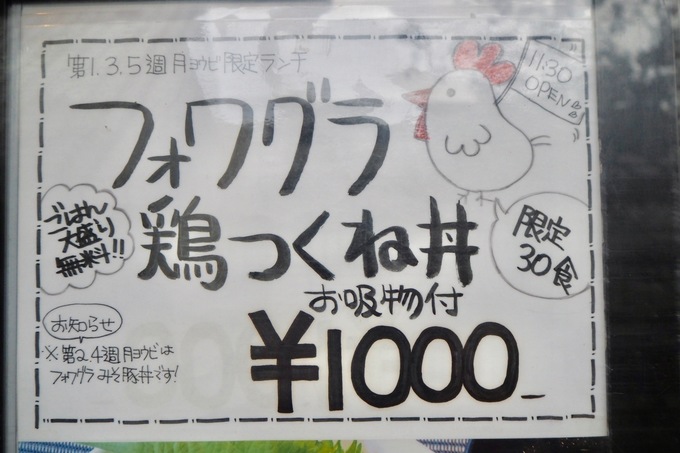 第1.3.5週月ヨウビ限定ランチ
11:30
OPEN
フォワグラ
鶏つくね丼
ごはん
大盛り
無料!!
限定
30食
お吸物付
¥1000_
お知らせ
※第2.4週月ヨウビは
フォワグラみそ豚丼です!